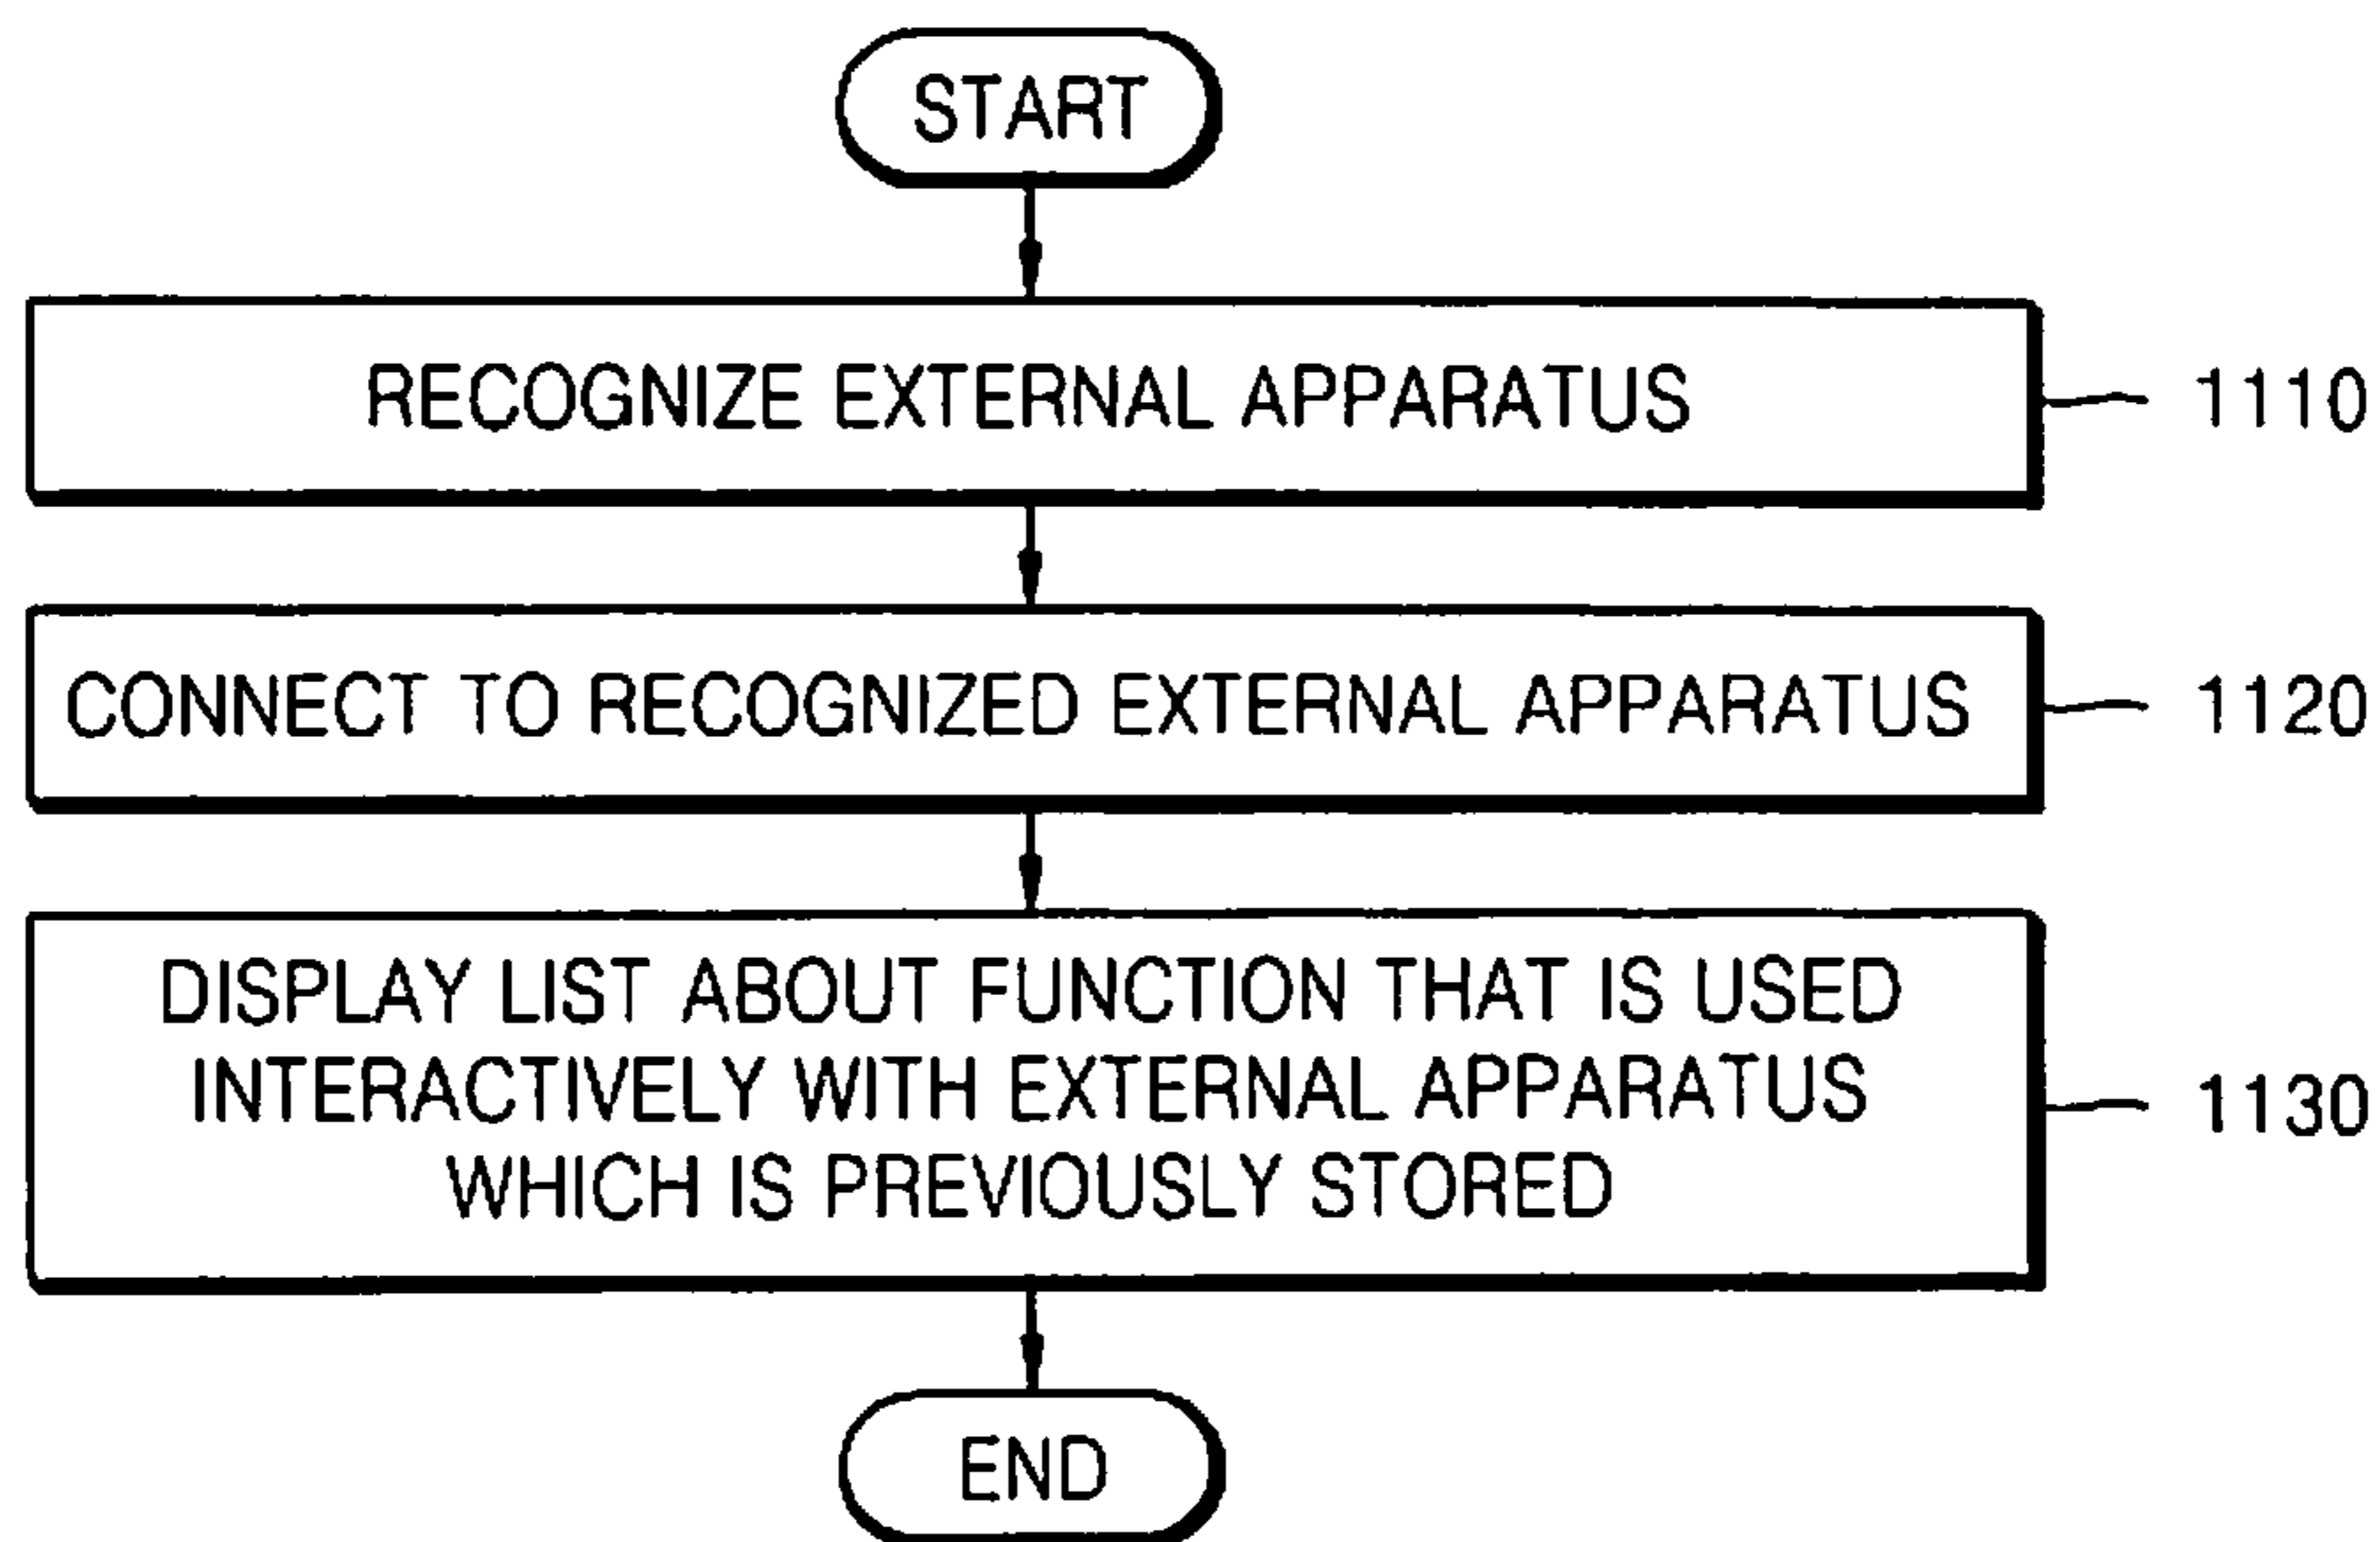 START
RECOGNIZE EXTERNAL APPARATUS
1110
CONNECT TO RECOGNIZED EXTERNAL APPARATUS
1120
DISPLAY LIST ABOUT FUNCTION THAT IS USED
INTERACTIVELY WITH EXTERNAL APPARATUS
WHICH IS PREVIOUSLY STORED
1130
END